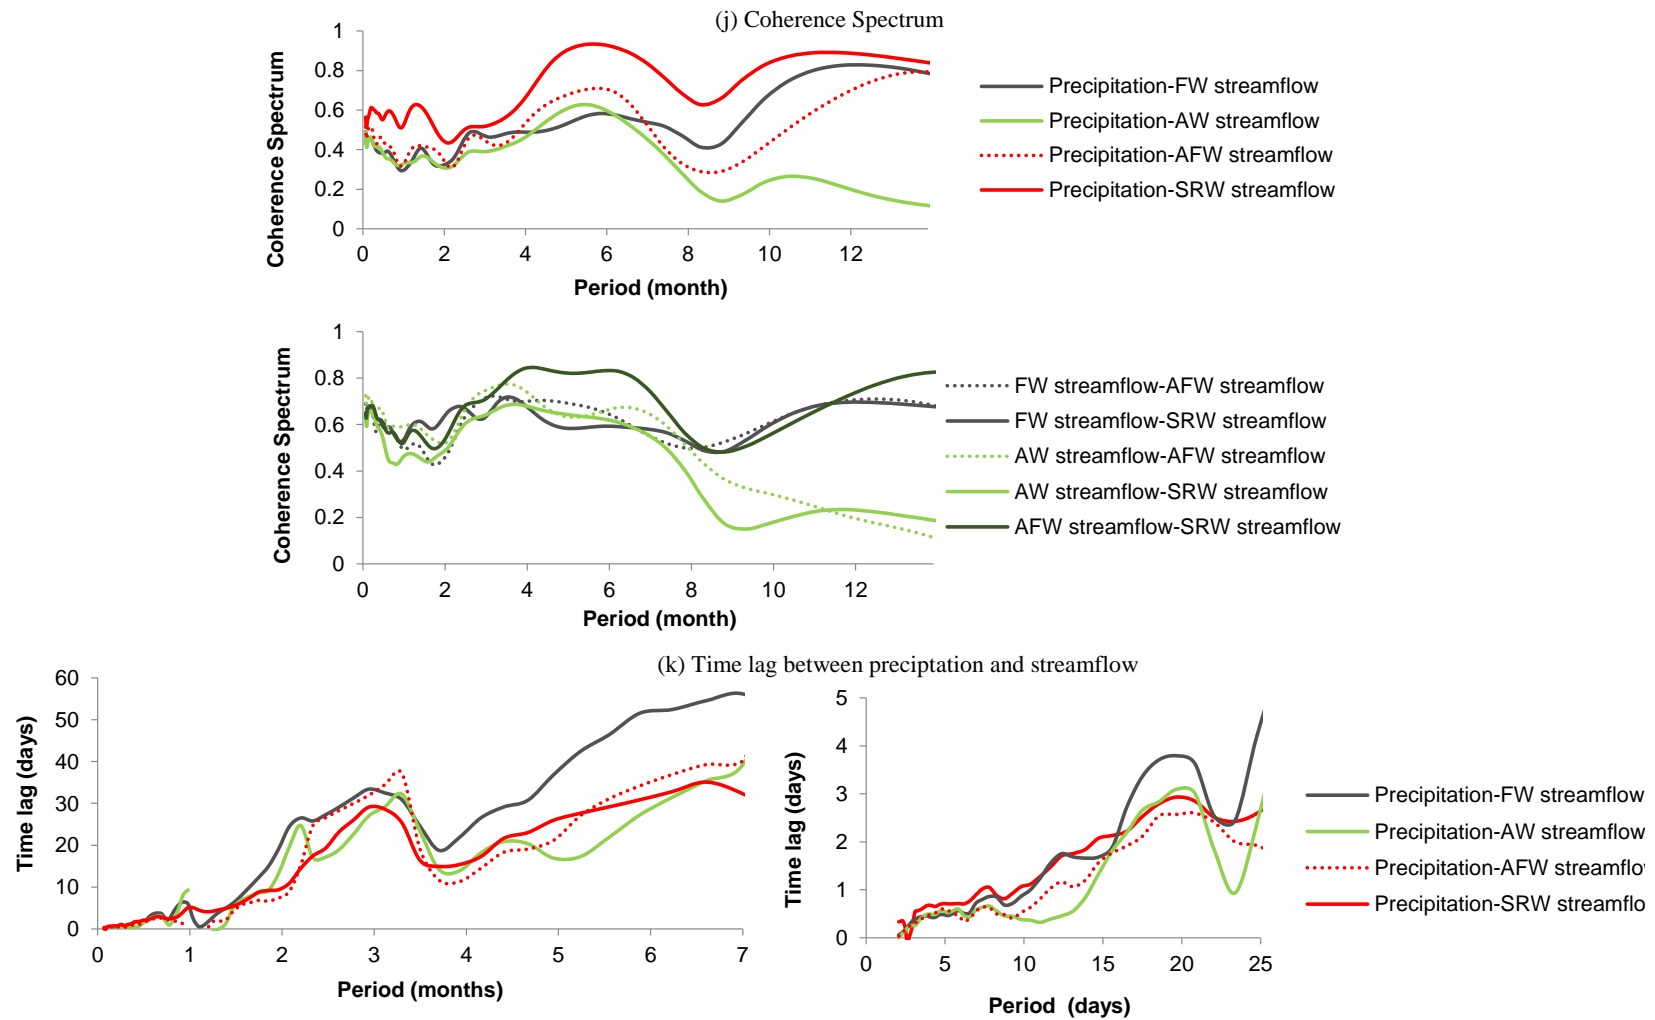 (j) Coherence Spectrum
Coherence Spectrum
1
0.8
0.6
0.4
0.2
0
0 2 4 6 8 10 12
Period (month)
Precipitation-FW streamflow
Precipitation-AW streamflow
Precipitation-AFW streamflow
Precipitation-SRW streamflow
Coherence Spectrum
1
0.8
0.6
0.4
0.2
0
0 2 4 6 8 10 12
Period (month)
FW streamflow-AFW streamflow
FW streamflow-SRW streamflow
AW streamflow-AFW streamflow
AW streamflow-SRW streamflow
AFW streamflow-SRW streamflow
(k) Time lag between preciptation and streamflow
Time lag (days)
60
50
40
30
20
10
0
0 1 2 3 4 5 6 7
Period (months)
Time lag (days)
5
4
3
2
1
0
0 5 10 15 20 25
Period (days)
Precipitation-FW streamflow
Precipitation-AW streamflow
Precipitation-AFW streamflov
Precipitation-SRW streamflo